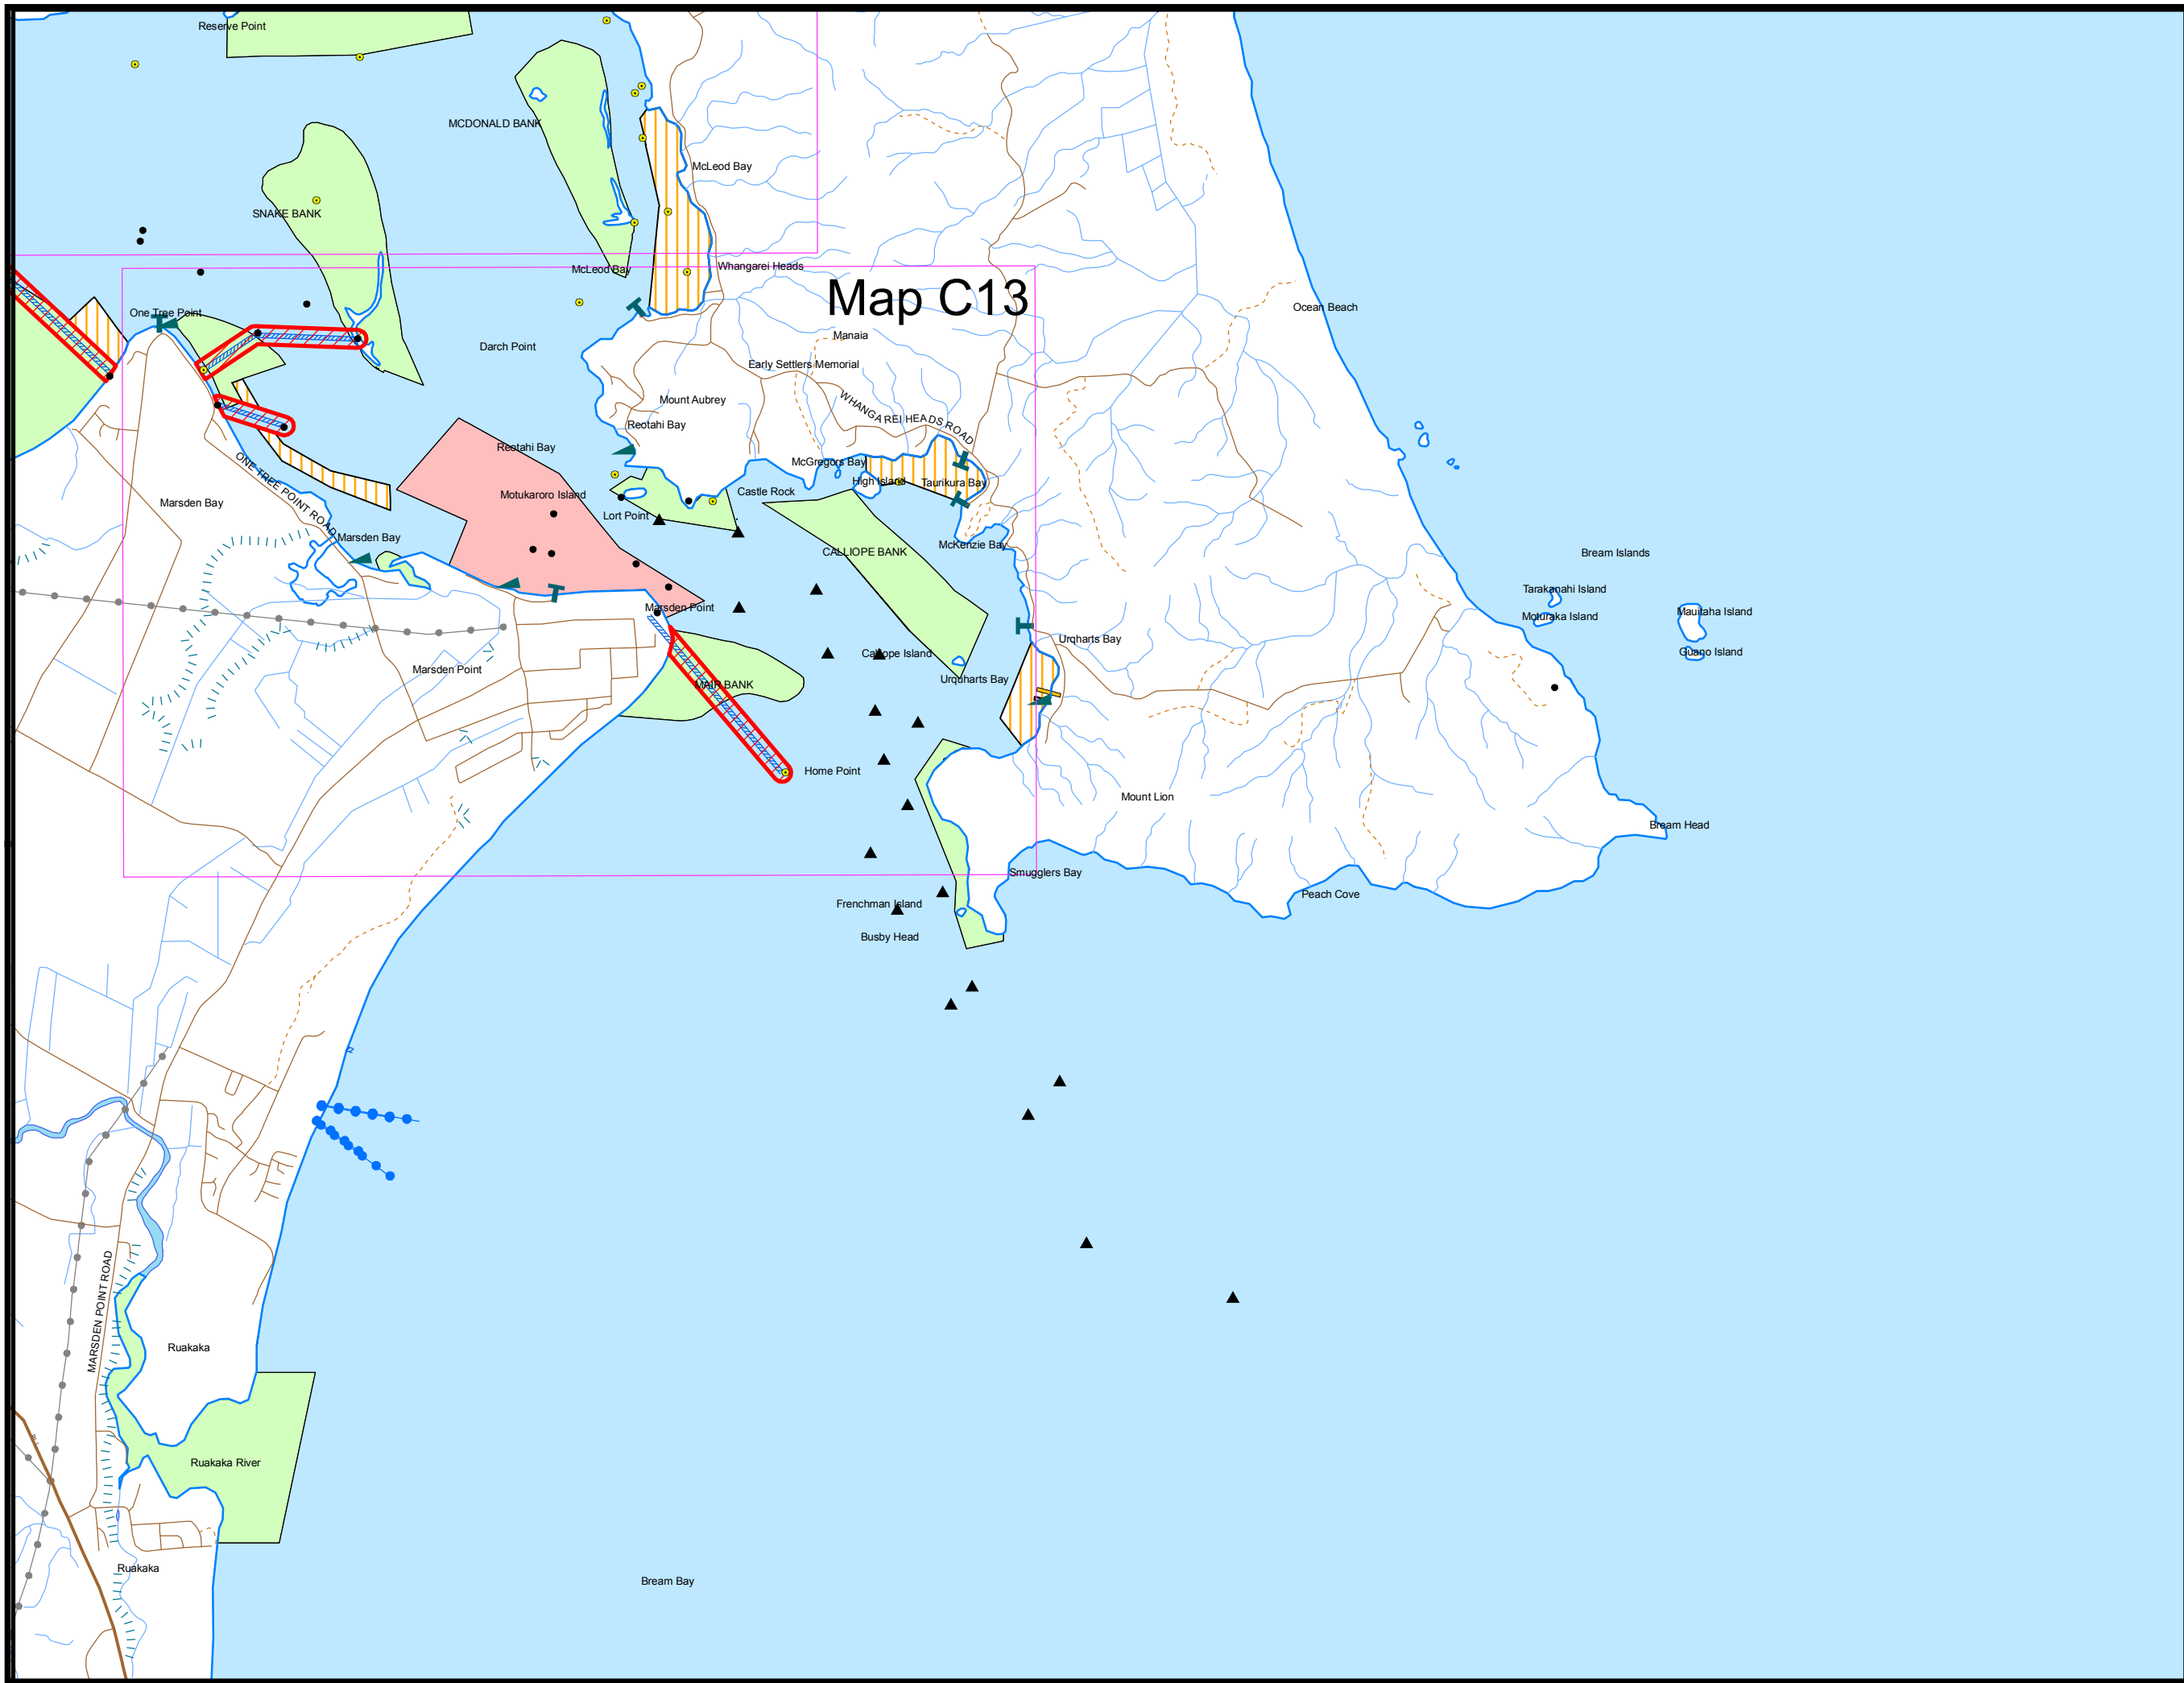 Reserve Point
MCDONALD BANK
McLeod Bay
SNAKE BANK
McLeod Bay
Whangarei Heads
Map C13
Ocean Beach
One Tree Point
Manaia
Darch Point
Early Settlers Memorial
Mount Aubrey
WHANGAREI HEADS ROAD
Reotahi Bay
Reotahi Bay
ONE TREE POINT ROAD
McGregors Bay
High Island
Taurikura Bay
Castle Rock
Motukaroro Island
Marsden Bay
Lort Point
Marsden Bay
McKenzie Bay
CALLIOPE BANK
Bream Islands
Tarakanahi Island
Moturaka Island
Mauitaha Island
Marsden Point
Urqharts Bay
Calliope Island
Guano Island
Marsden Point
Urquharts Bay
MAIR BANK
Home Point
Mount Lion
Bream Head
Smugglers Bay
Peach Cove
Frenchman Island
Busby Head
MARSDEN POINT ROAD
Ruakaka
Ruakaka River
Ruakaka
Bream Bay